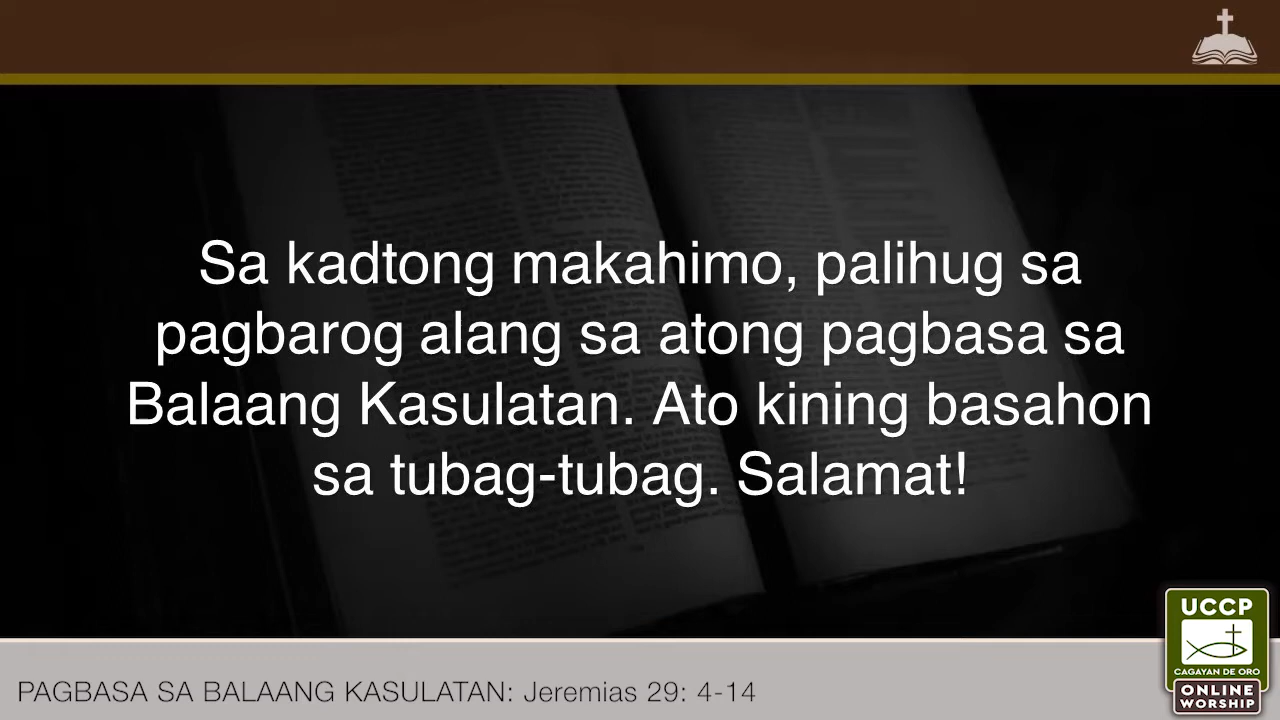 Sa kadtong makahimo, palihug sa
pagbarog alang sa atong pagbasa sa
Balaang Kasulatan. Ato kining basahon
sa tubag-tubag. Salamat!
PAGBASA SA BALAANG KASULATAN: Jeremias 29: 4-14
UCCP
CAGAYAN DE ORO
ONLINE
WORSHIP